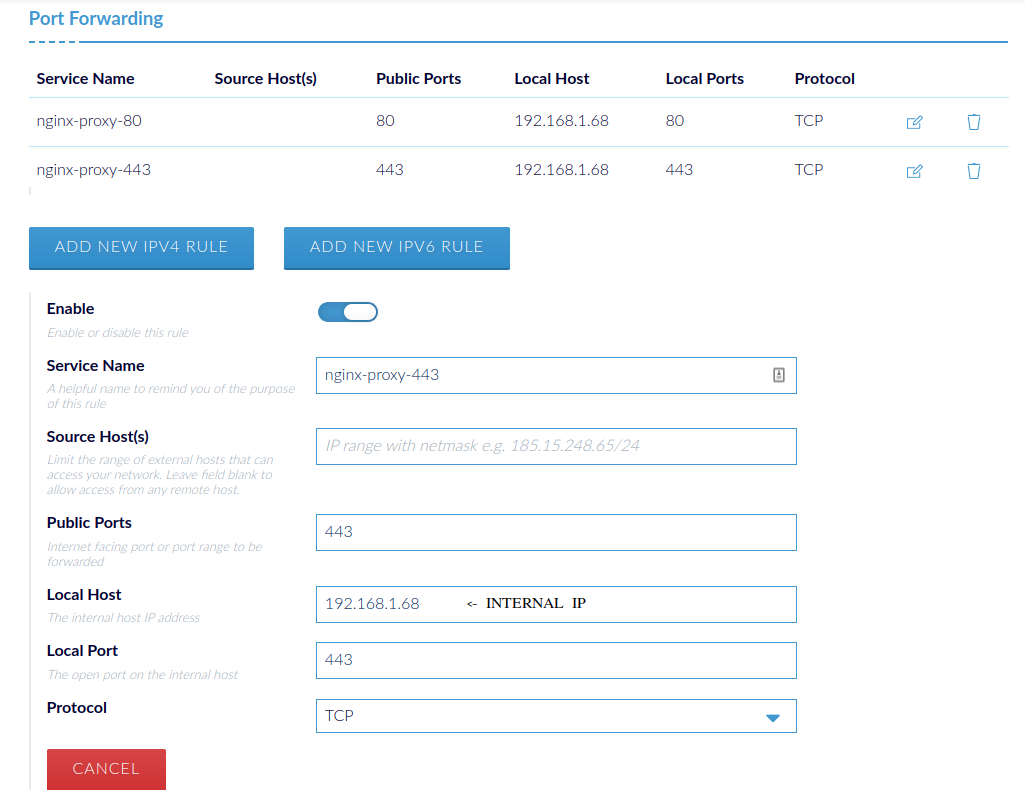 Port Forwarding
Service Name Source Host(s) Public Ports Local Host Local Ports Protocol
nginx-proxy-80 80 192.168.1.68 80 TCP
nginx-proxy-443 443 192.168.1.68 443 TCP
ADD NEW IPV4 RULE ADD NEW IPV6 RULE
Enable
Enable or disable this rule
Service Name nginx-proxy-443
A helpful name to remind you of the purpose
of this rule
Source Host(s) IP range with netmask e.g. 185.15.248.65/24
Limit the range of external hosts that can
access your network. Leave field blank to
allow access from any remote host.
Public Ports 443
Internet facing port or port range to be
forwarded
Local Host 192.168.1.68 <- INTERNAL IP
The internal host IP address
Local Port 443
The open port on the internal host
Protocol TCP
CANCEL